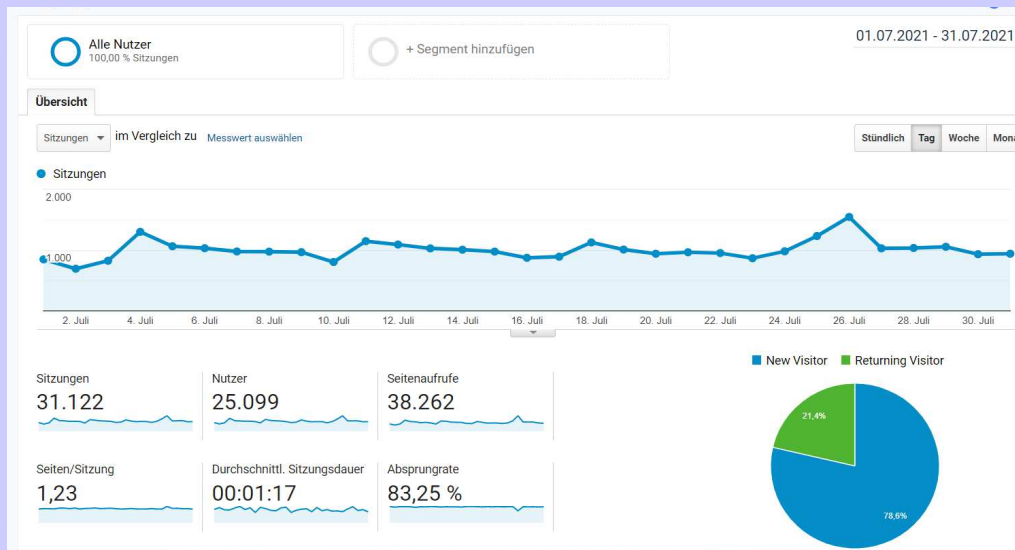 Alle Nutzer
100,00 % Sitzungen
+ Segment hinzufügen
01.07.2021 - 31.07.2021
Übersicht
Sitzungen im Vergleich zu Messwert auswählen
Stündlich Tag Woche Mona
Sitzungen
2.000
1.000
2. Juli 4. Juli 6. Juli 8. Juli 10. Juli 12. Juli 14. Juli 16. Juli 18. Juli 20. Juli 22. Juli 24. Juli 26. Juli 28. Juli 30. Juli
New Visitor Returning Visitor
Sitzungen
31.122
Nutzer
25.099
Seitenaufrufe
38.262
21,4%
78,6%
Seiten/Sitzung
1,23
Durchschnittl. Sitzungsdauer
00:01:17
Absprungrate
83,25 %